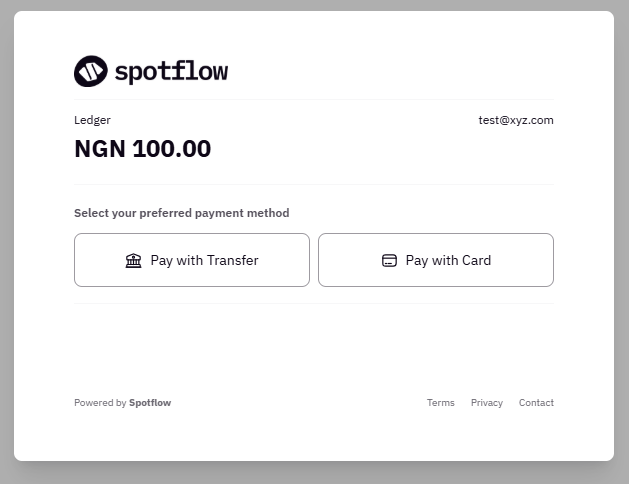 spotflow
Ledger test@xyz.com
NGN 100.00
Select your preferred payment method
Pay with Transfer Pay with Card
Powered by Spotflow Terms Privacy Contact